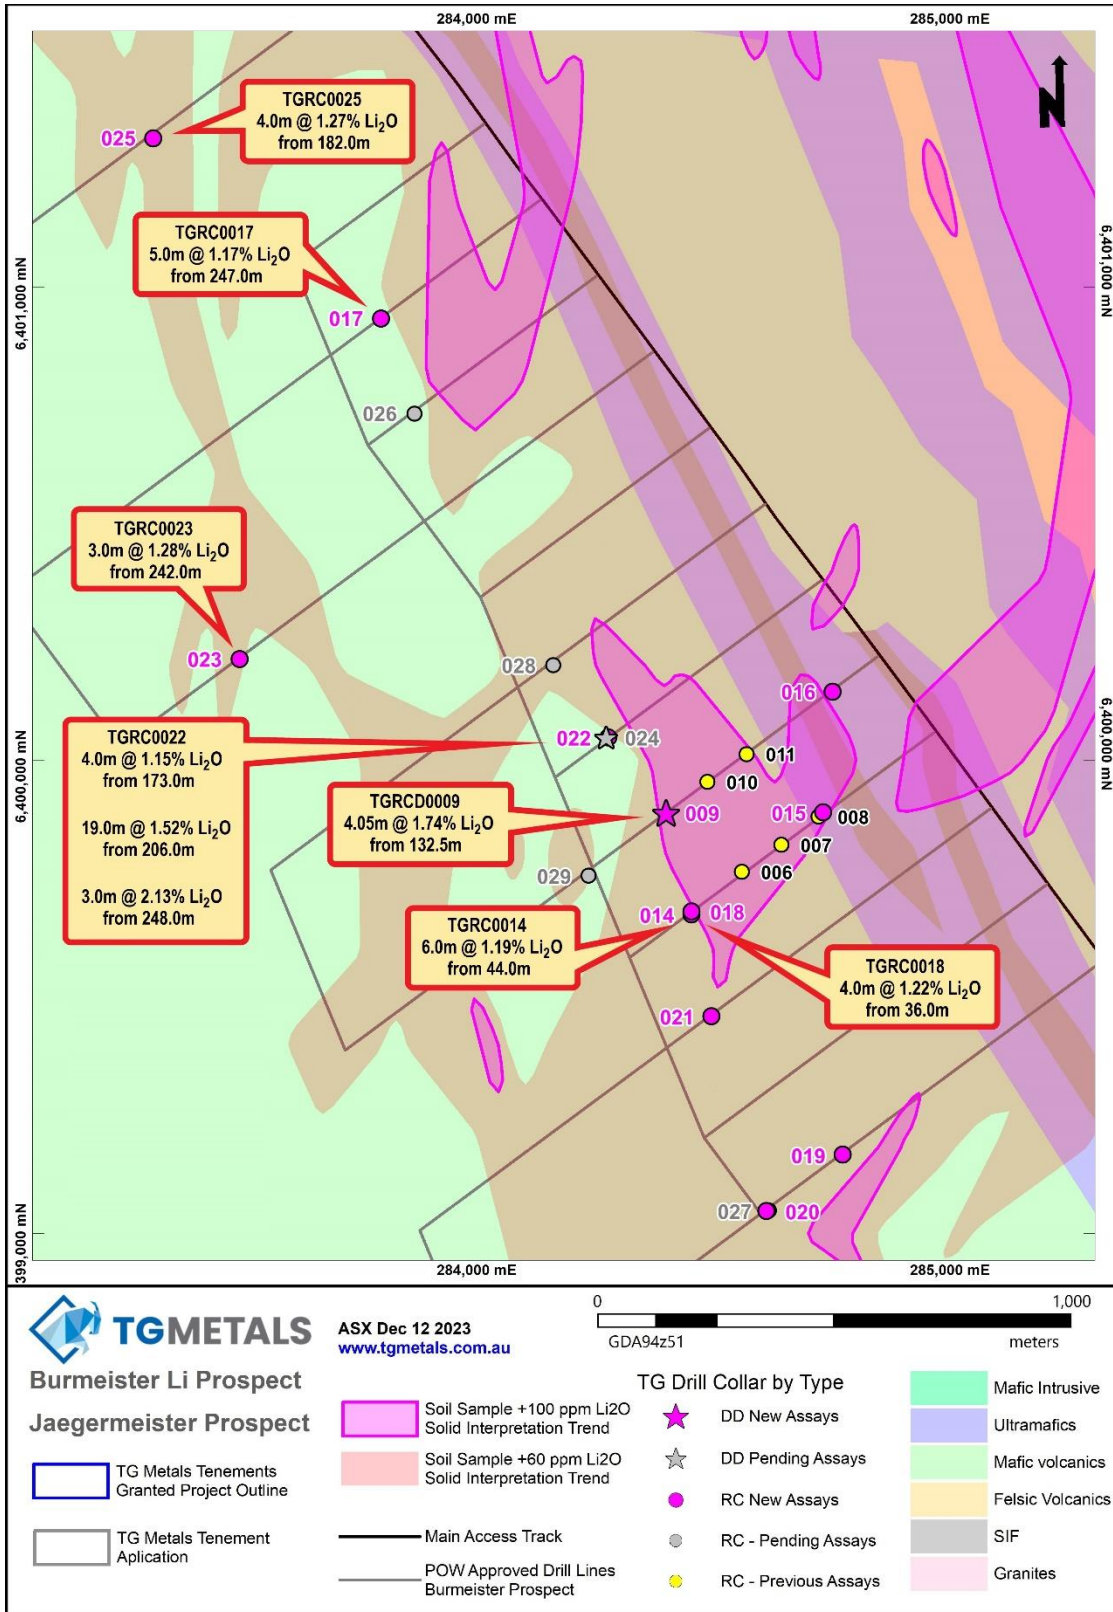 284,000 mE
285,000 mE
N
6,401,000 mN
6,401,000 mN
TGRC0025
4.0m @ 1.27% Li2O
from 182.0m
025
TGRC0017
5.0m @ 1.17% Li2O
from 247.0m
017
026
TGRC0023
3.0m @ 1.28% Li2O
from 242.0m
023
028
016
TGRC0022
4.0m @ 1.15% Li2O
from 173.0m
19.0m @ 1.52% Li2O
from 206.0m
3.0m @ 2.13% Li2O
from 248.0m
022
024
6,400,000 mN
6,400,000 mN
011
010
TGRCD0009
4.05m @ 1.74% Li2O
from 132.5m
009
015
008
007
006
029
014
018
TGRC0014
6.0m @ 1.19% Li2O
from 44.0m
TGRC0018
4.0m @ 1.22% Li2O
from 36.0m
021
019
027
020
399,000 mN
284,000 mE
285,000 mE
TGMETALS
Burmeister Li Prospect
Jaegermeister Prospect
ASX Dec 12 2023
www.tgmetals.com.au
0
1,000
GDA94z51
meters
TG Metals Tenements
Granted Project Outline
TG Metals Tenement
Aplication
Soil Sample +100 ppm Li2O
Solid Interpretation Trend
Soil Sample +60 ppm Li2O
Solid Interpretation Trend
Main Access Track
POW Approved Drill Lines
Burmeister Prospect
TG Drill Collar by Type
DD New Assays
DD Pending Assays
RC New Assays
RC - Pending Assays
RC - Previous Assays
Mafic Intrusive
Ultramafics
Mafic volcanics
Felsic Volcanics
SIF
Granites